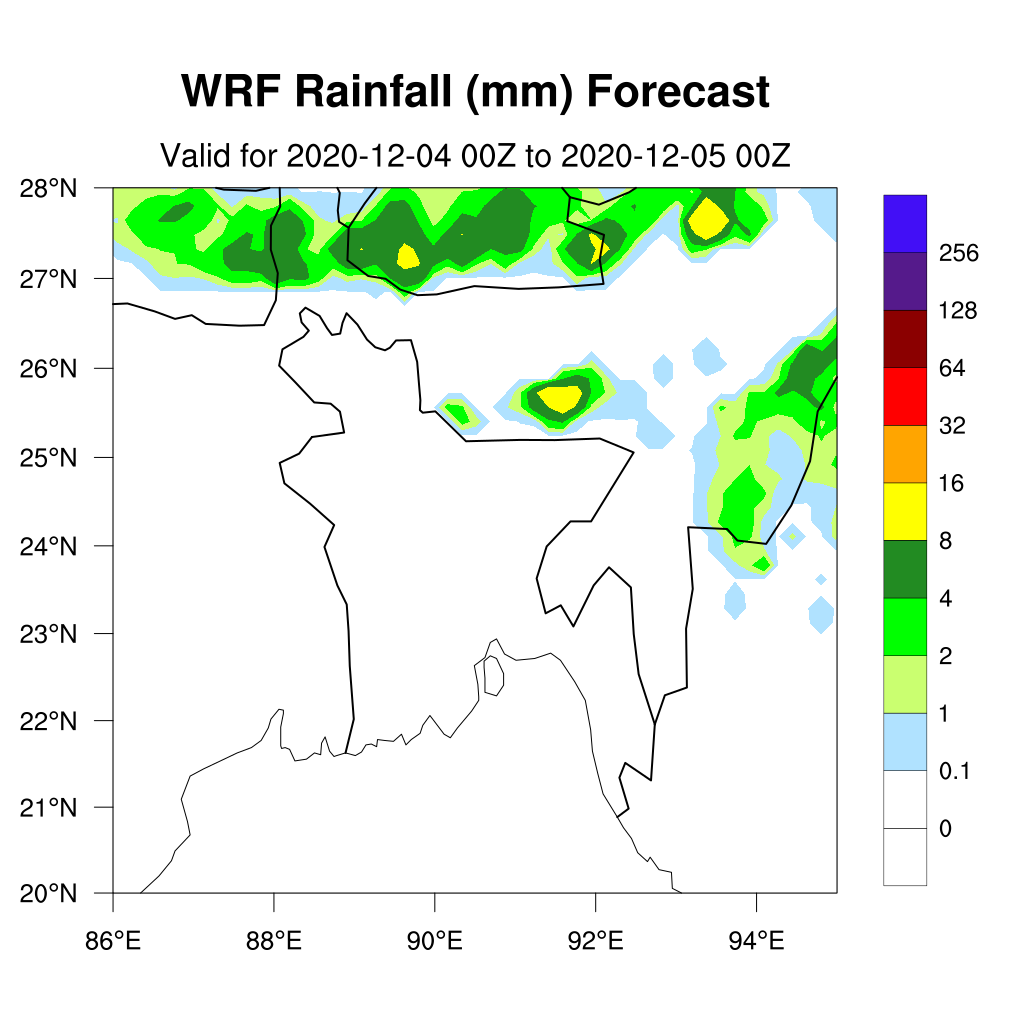 WRF Rainfall (mm) Forecast
Valid for 2020-12-04 00Z to 2020-12-05 00Z
28°N
27°N
26°N
25°N
24°N
23°N
22°N
21°N
20°N
86°E 88°E 90°E 92°E 94°E
256
128
64
32
16
8
4
2
1
0.1
0